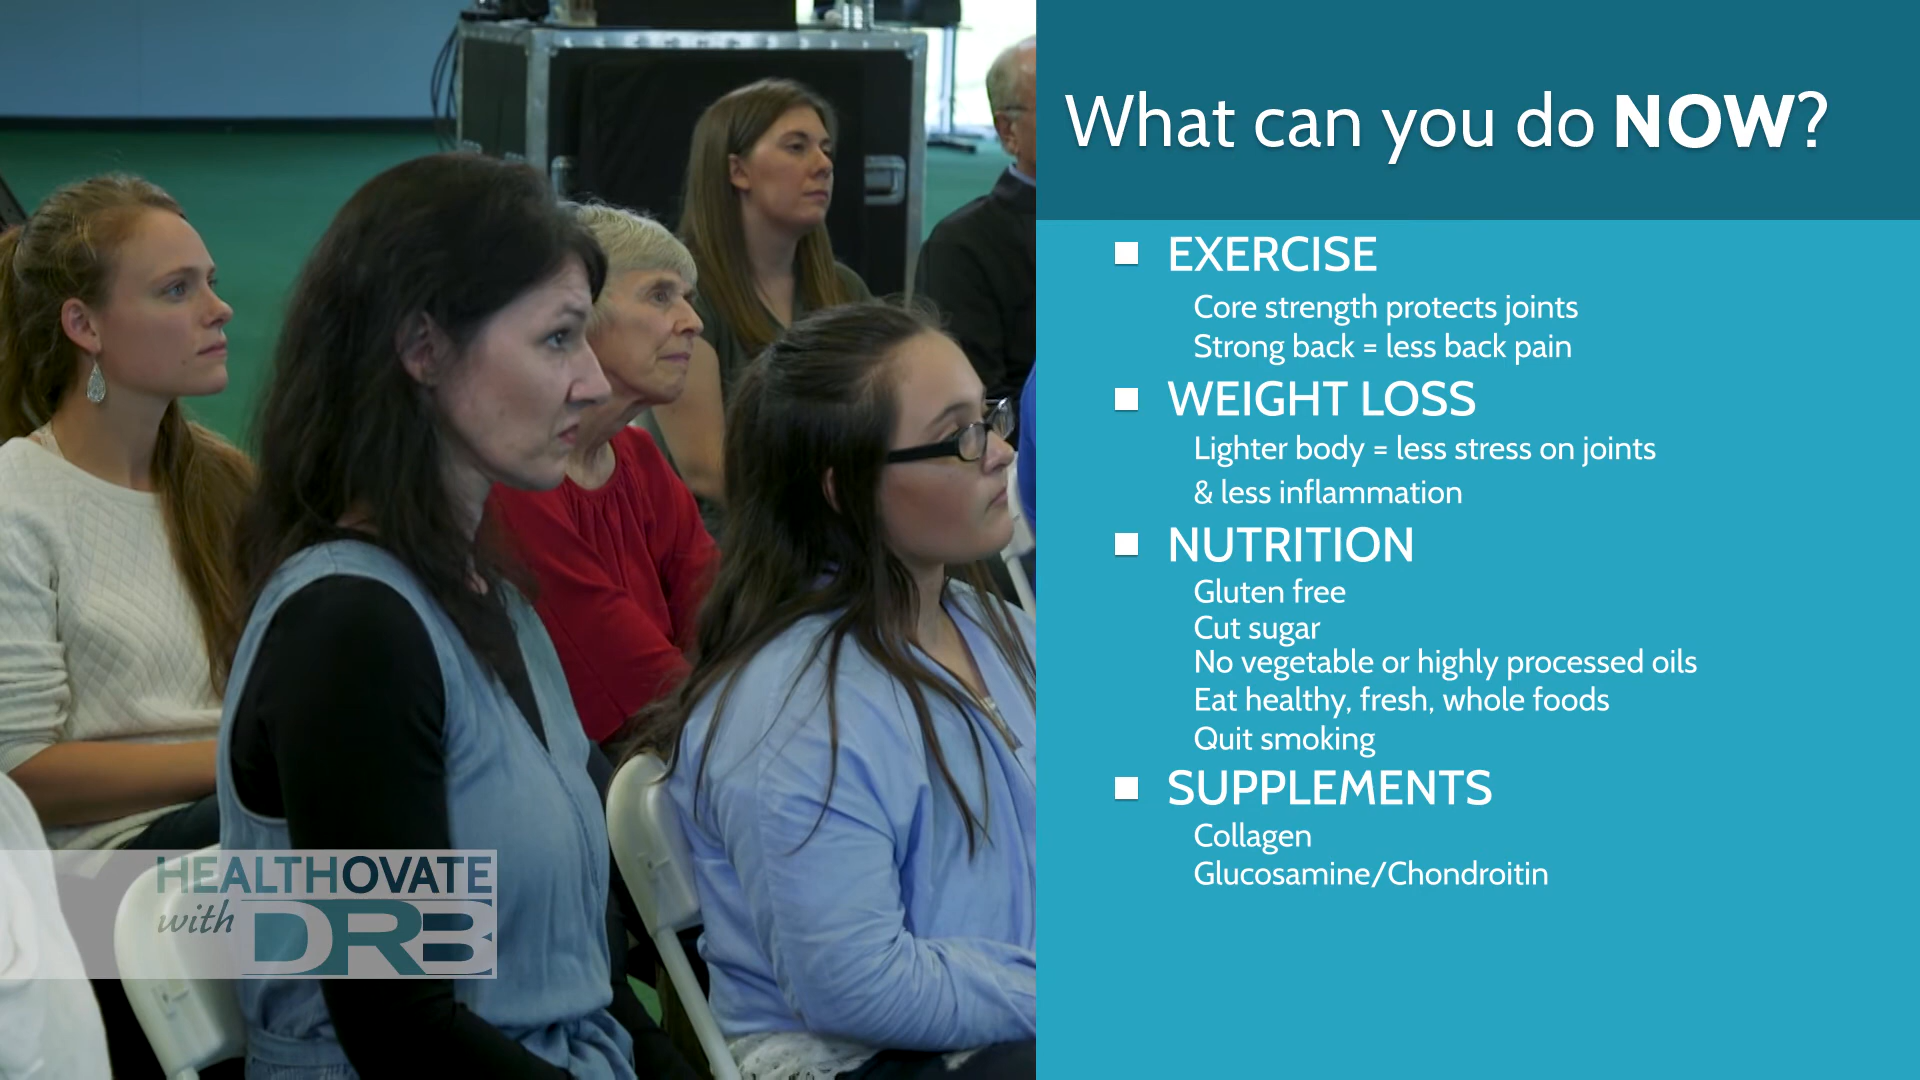 What can you do NOW?
EXERCISE
Core strength protects joints
Strong back = less back pain
WEIGHT LOSS
Lighter body = less stress on joints
& less inflammation
NUTRITION
Gluten free
Cut sugar
No vegetable or highly processed oils
Eat healthy, fresh, whole foods
Quit smoking
SUPPLEMENTS
Collagen
Glucosamine/Chondroitin
HEALTHOVATE
with DRB